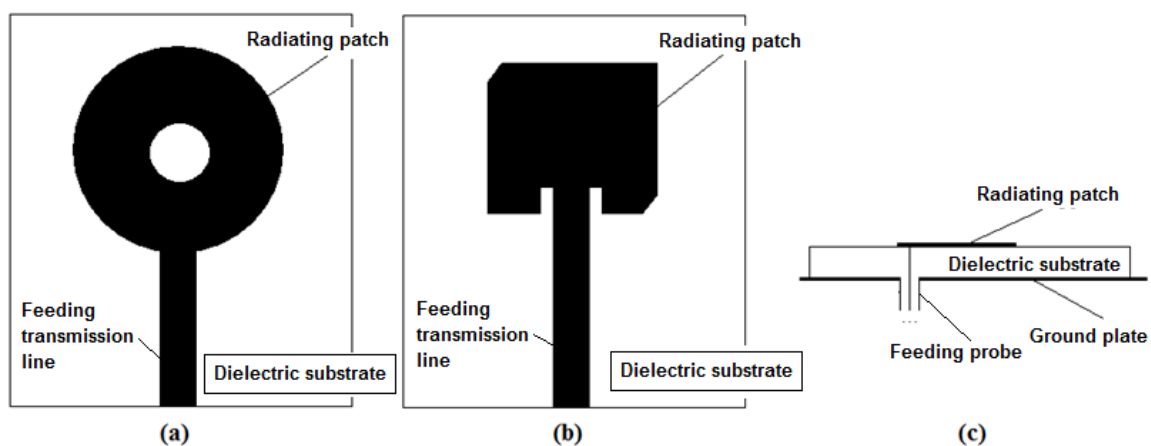 Radiating patch
Feeding
transmission
line
Dielectric substrate
(a)
Radiating patch
Feeding
transmission
line
Dielectric substrate
(b)
Radiating patch
Dielectric substrate
Feeding probe
Ground plate
(c)